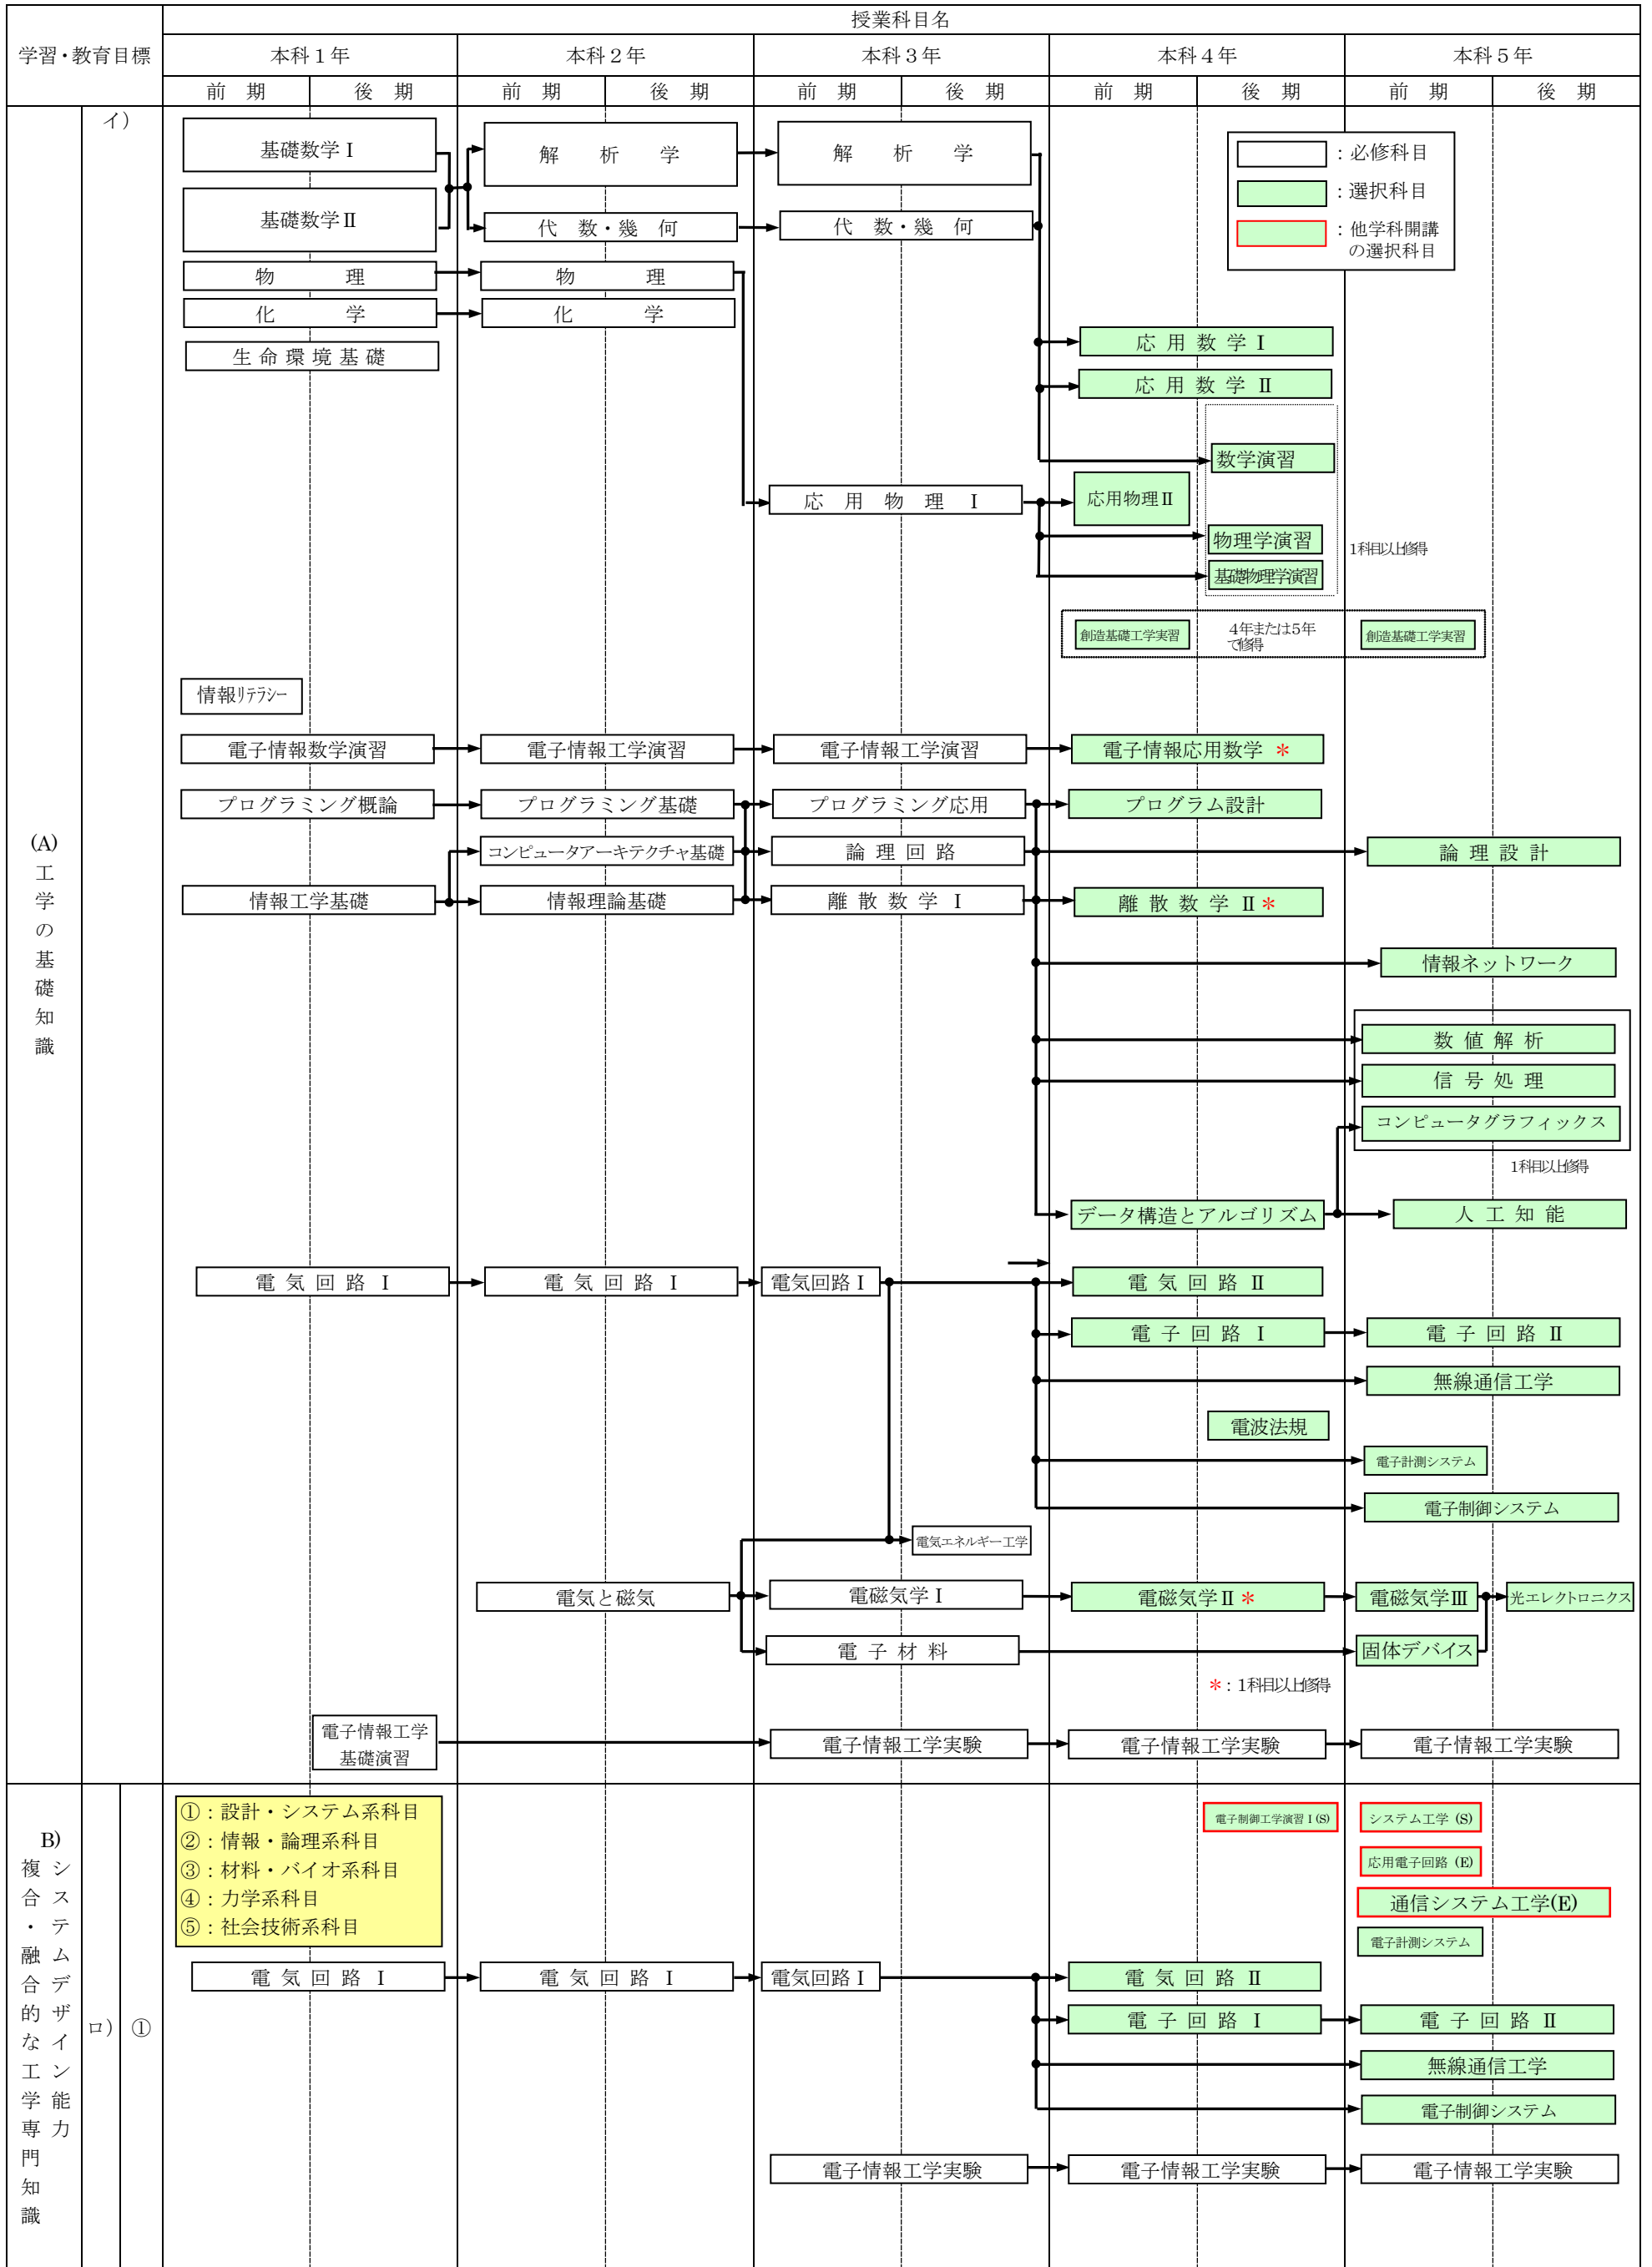 授業科目名
学習・教育目標
本科１年
本科２年
本科３年
本科４年
本科５年
前 期
後 期
前 期
後 期
前 期
後 期
前 期
後 期
前 期
後 期
(A)
工学の基礎知識
イ)
基礎数学Ⅰ
解 析 学
解 析 学
：必修科目
：選択科目
：他学科開講
の選択科目
基礎数学Ⅱ
代 数・幾 何
代 数・幾 何
物 理
物 理
化 学
化 学
生 命 環 境 基 礎
応 用 数 学 Ⅰ
応 用 数 学 Ⅱ
数学演習
応 用 物 理 Ⅰ
応用物理Ⅱ
物理学演習
基礎物理学演習
1科目以上修得
創造基礎工学実習
4年または5年
で修得
創造基礎工学実習
情報リテラシー
電子情報数学演習
電子情報工学演習
電子情報工学演習
電子情報応用数学 *
プログラミング概論
プログラミング基礎
プログラミング応用
プログラム設計
コンピュータアーキテクチャ基礎
論 理 回 路
論 理 設 計
情報工学基礎
情報理論基礎
離 散 数 学 Ⅰ
離 散 数 学 Ⅱ *
情報ネットワーク
数 値 解 析
信 号 処 理
コンピュータグラフィックス
1科目以上修得
データ構造とアルゴリズム
人 工 知 能
電 気 回 路 Ⅰ
電 気 回 路 Ⅰ
電気回路Ⅰ
電 気 回 路 Ⅱ
電 子 回 路 Ⅰ
電 子 回 路 Ⅱ
無線通信工学
電波法規
電子計測システム
電子制御システム
電気エネルギー工学
電気と磁気
電磁気学Ⅰ
電磁気学Ⅱ *
電磁気学Ⅲ
光エレクトロニクス
電 子 材 料
固体デバイス
*：1科目以上修得
電子情報工学
基礎演習
電子情報工学実験
電子情報工学実験
電子情報工学実験
B)
システムデザイン能力
複合・融合的な工学専門知識
ロ)
①
①：設計・システム系科目
②：情報・論理系科目
③：材料・バイオ系科目
④：力学系科目
⑤：社会技術系科目
電子制御工学演習Ⅰ(S)
システム工学 (S)
応用電子回路 (E)
通信システム工学(E)
電子計測システム
電 気 回 路 Ⅰ
電 気 回 路 Ⅰ
電気回路Ⅰ
電 気 回 路 Ⅱ
電 子 回 路 Ⅰ
電 子 回 路 Ⅱ
無線通信工学
電子制御システム
電子情報工学実験
電子情報工学実験
電子情報工学実験